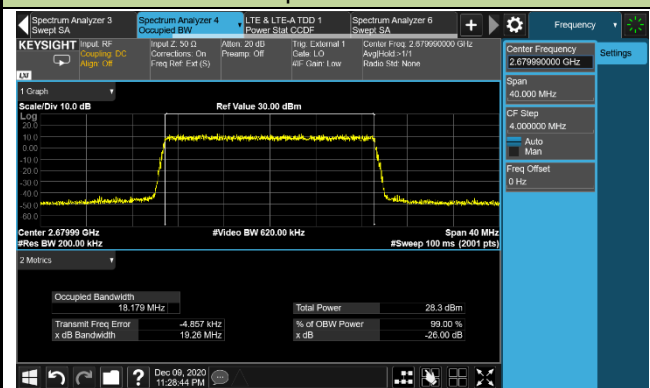 Spectrum Analyzer 3
Swept SA
Spectrum Analyzer 4
Occupied BW
LTE & LTE-A TDD 1
Power Stat CCDF
Spectrum Analyzer 6
Swept SA
Frequency
KEYSIGHT
Input: RF
Coupling: DC
Align: Off
Input Z: 50 Ω
Corrections: On
Freq Ref: Ext (S)
Atten: 20 dB
Preamp: Off
Trig: External 1
Gate: LO
#IF Gain: Low
Center Freq: 2.679990000 GHz
Avg|Hold:>1/1
Radio Std: None
LXI
Center Frequency
2.679990000 GHz
Settings
Span
40.000 MHz
CF Step
4.000000 MHz
Auto
Man
Freq Offset
0 Hz
1 Graph
Scale/Div 10.0 dB
Ref Value 30.00 dBm
Log
20.0
10.0
0.00
-10.0
-20.0
-30.0
-40.0
-50.0
-60.0
Center 2.67999 GHz
#Video BW 620.00 kHz
Span 40 MHz
#Res BW 200.00 kHz
#Sweep 100 ms (2001 pts)
2 Metrics
Occupied Bandwidth
18.179 MHz
Total Power
28.3 dBm
Transmit Freq Error
-4.857 kHz
% of OBW Power
99.00 %
x dB Bandwidth
19.26 MHz
x dB
-26.00 dB
Dec 09, 2020
11:28:44 PM